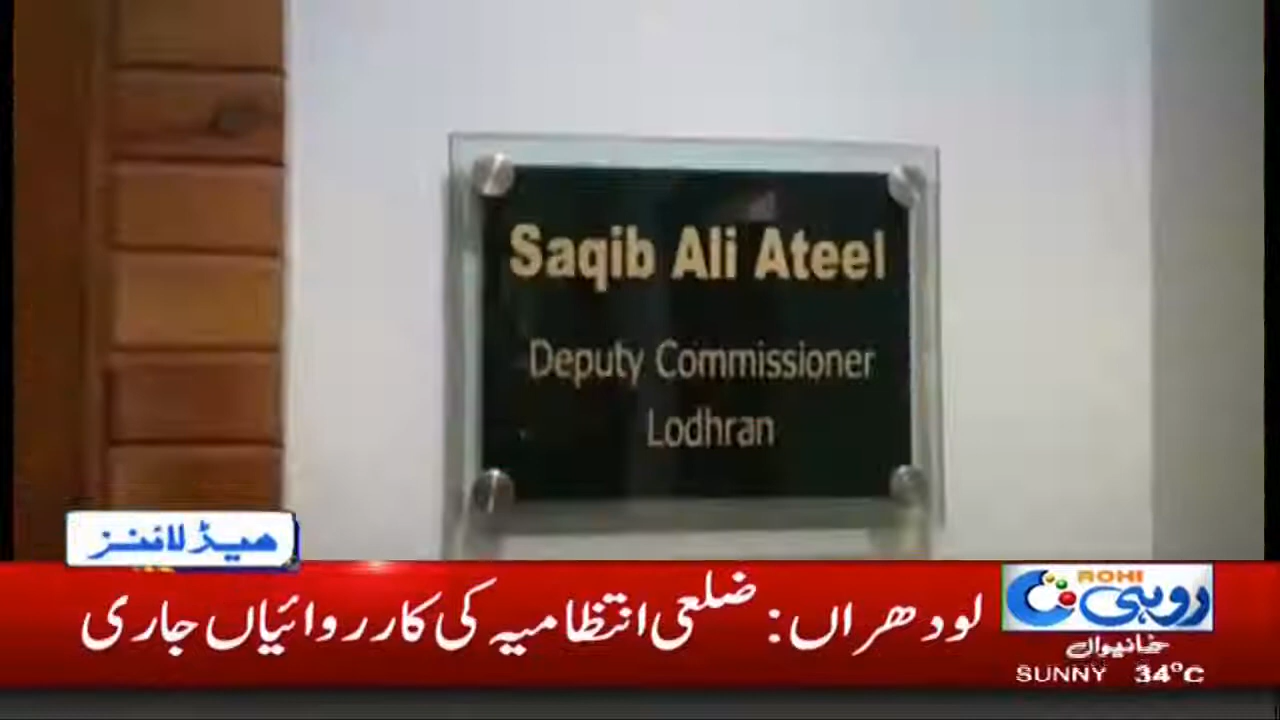 Saqib Ali Ateel
Deputy Commissioner
Lodhran
ہیڈلائنز
لودھراں: ضلعی انتظامیہ کی کارروائیاں جاری
ROHI
روہی
خانیوال
SUNNY 34°C